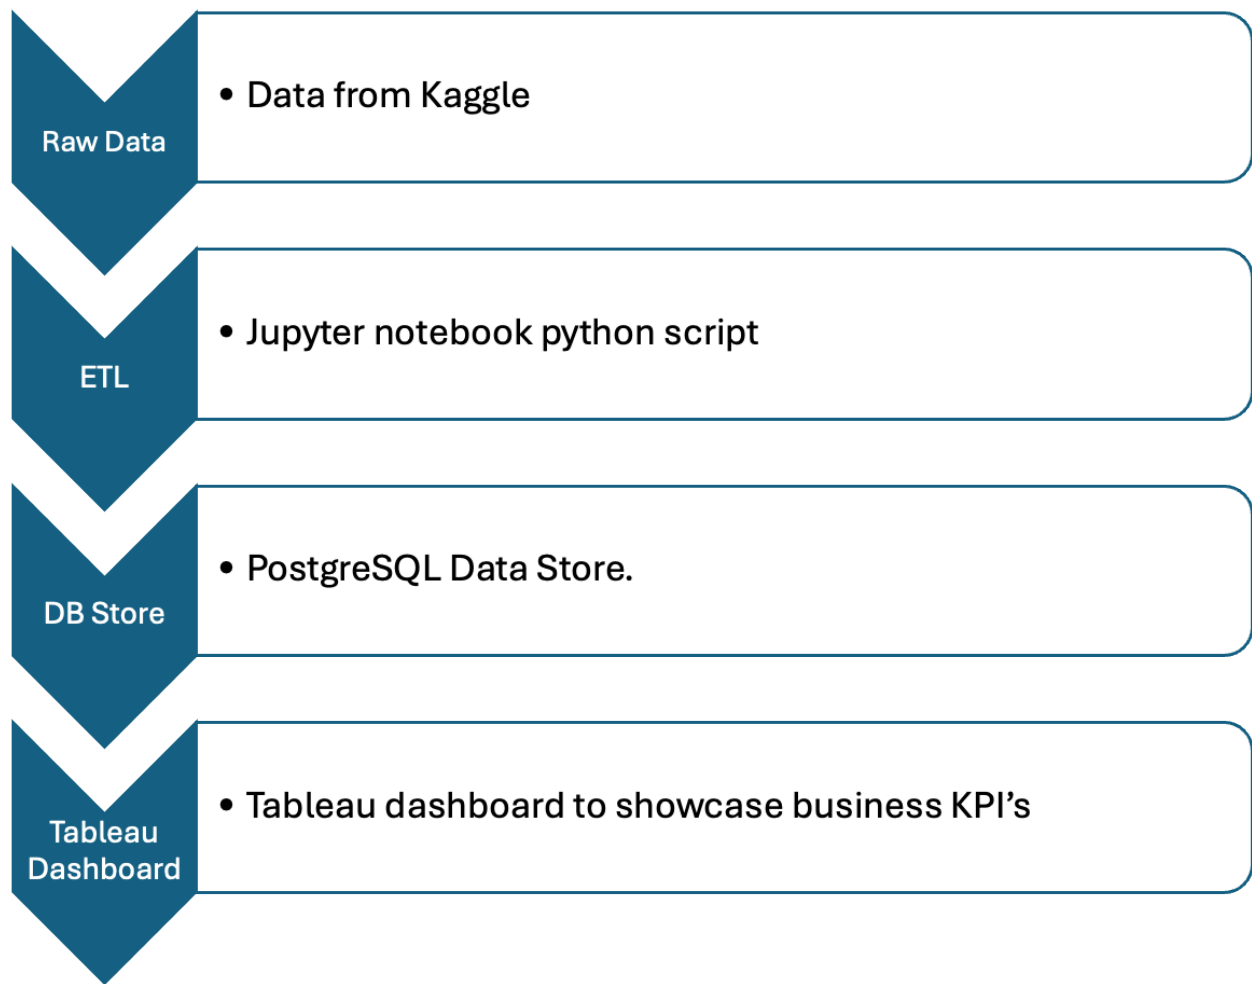 Raw Data
• Data from Kaggle
ETL
• Jupyter notebook python script
DB Store
• PostgreSQL Data Store.
Tableau
Dashboard
• Tableau dashboard to showcase business KPI’s